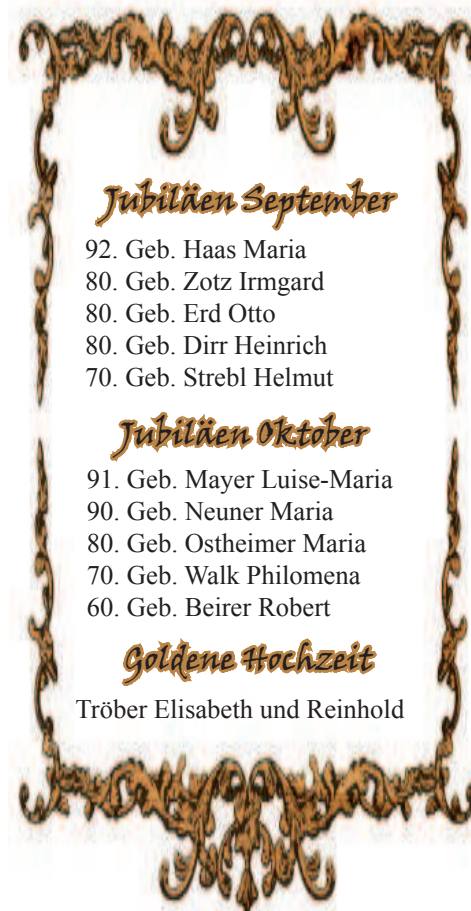 Jubiläen September
92. Geb. Haas Maria
80. Geb. Zotz Irmgard
80. Geb. Erd Otto
80. Geb. Dirr Heinrich
70. Geb. Strebl Helmut
Jubiläen Oktober
91. Geb. Mayer Luise-Maria
90. Geb. Neuner Maria
80. Geb. Ostheimer Maria
70. Geb. Walk Philomena
60. Geb. Beirer Robert
Goldene Hochzeit
Tröber Elisabeth und Reinhold